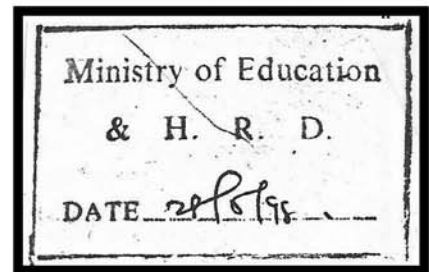 Ministry of Education
& H. R. D.
DATE